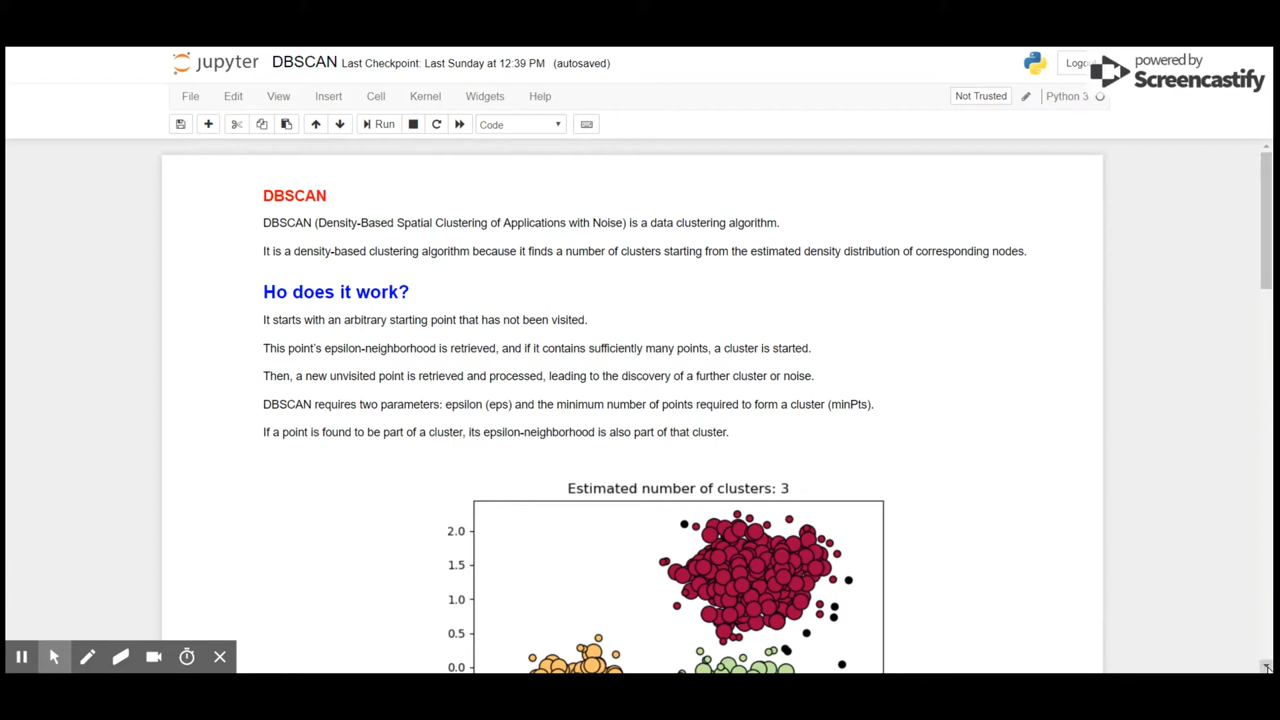 jupyter DBSCAN Last Checkpoint: Last Sunday at 12:39 PM (autosaved)
powered by
Screencastify
File Edit View Insert Cell Kernel Widgets Help
Not Trusted
Python 3
Run
Code
DBSCAN
DBSCAN (Density-Based Spatial Clustering of Applications with Noise) is a data clustering algorithm.
It is a density-based clustering algorithm because it finds a number of clusters starting from the estimated density distribution of corresponding nodes.
Ho does it work?
It starts with an arbitrary starting point that has not been visited.
This point's epsilon-neighborhood is retrieved, and if it contains sufficiently many points, a cluster is started.
Then, a new unvisited point is retrieved and processed, leading to the discovery of a further cluster or noise.
DBSCAN requires two parameters: epsilon (eps) and the minimum number of points required to form a cluster (minPts).
If a point is found to be part of a cluster, its epsilon-neighborhood is also part of that cluster.
Estimated number of clusters: 3
2.0
1.5
1.0
0.5
0.0